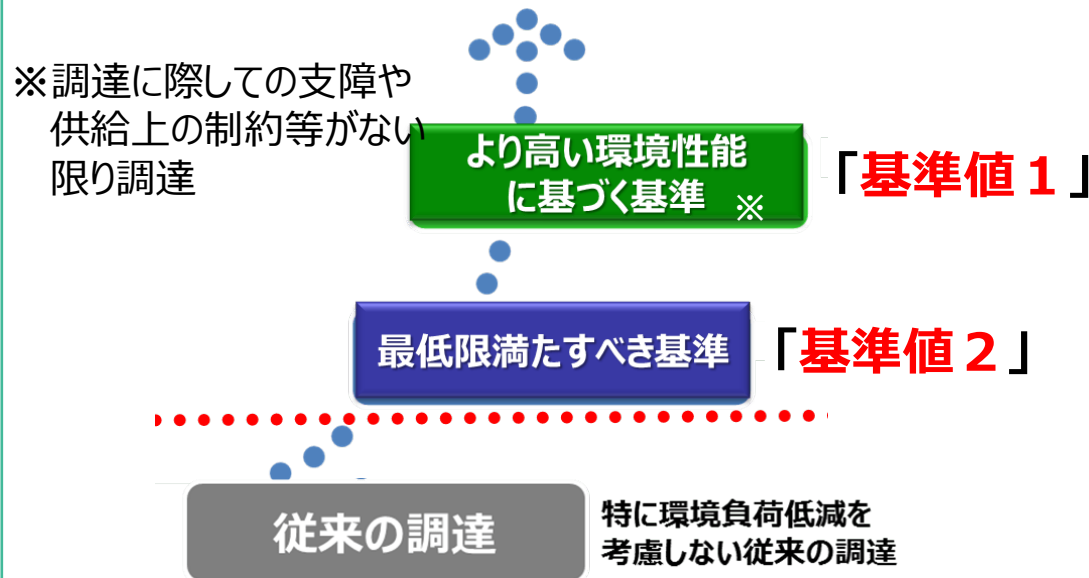 ※調達に際しての支障や
供給上の制約等がない
限り調達
より高い環境性能
に基づく基準 ※
「基準値１」
最低限満たすべき基準
「基準値２」
従来の調達
特に環境負荷低減を
考慮しない従来の調達